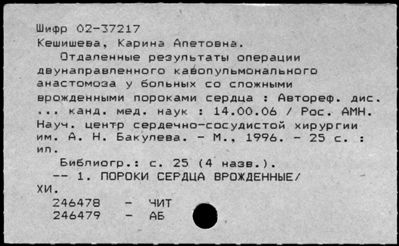 Шифр 02-37217
Кешишева, Карина Апетовна.
Отдаленные результаты операции
двунаправленного кавопульмонального
анастомоза у больных со сложными
врожденными пороками сердца : Автореф. дис.
... канд. мед. наук : 14.00.06 / Рос. АМН.
Науч. центр сердечно-сосудистой хирургии
им. А. Н. Бакулева. - М., 1996. - 25 с. :
ил.
Библиогр.: с. 25 (4 назв.).
-- 1. ПОРОКИ СЕРДЦА ВРОЖДЕННЫЕ/
ХИ.
246478 - ЧИТ
246479 - АБ